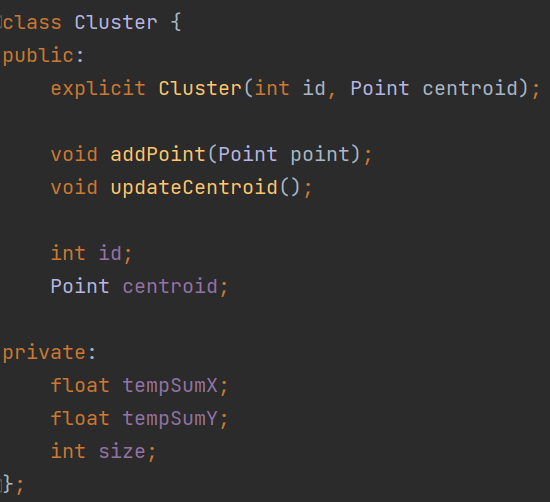 class Cluster {
public:
    explicit Cluster(int id, Point centroid);

    void addPoint(Point point);
    void updateCentroid();

    int id;
    Point centroid;

private:
    float tempSumX;
    float tempSumY;
    int size;
};